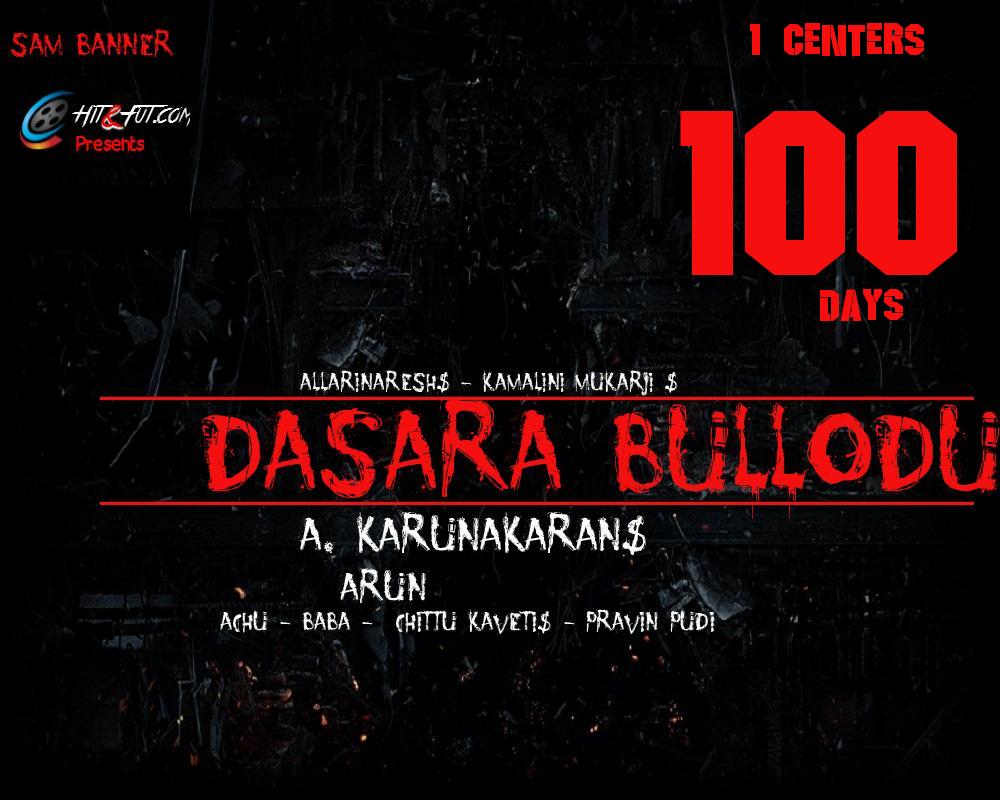 SAM BANNER
1 CENTERS
HIT&FUT.COM
Presents
100
DAYS
ALLARINARESH$ - KAMALINI MUKARJI $
DASARA BULLODU
A. KARUNAKARAN$
ARUN
ACHU - BABA - CHITTU KAVETI$ - PRAVIN PUDI